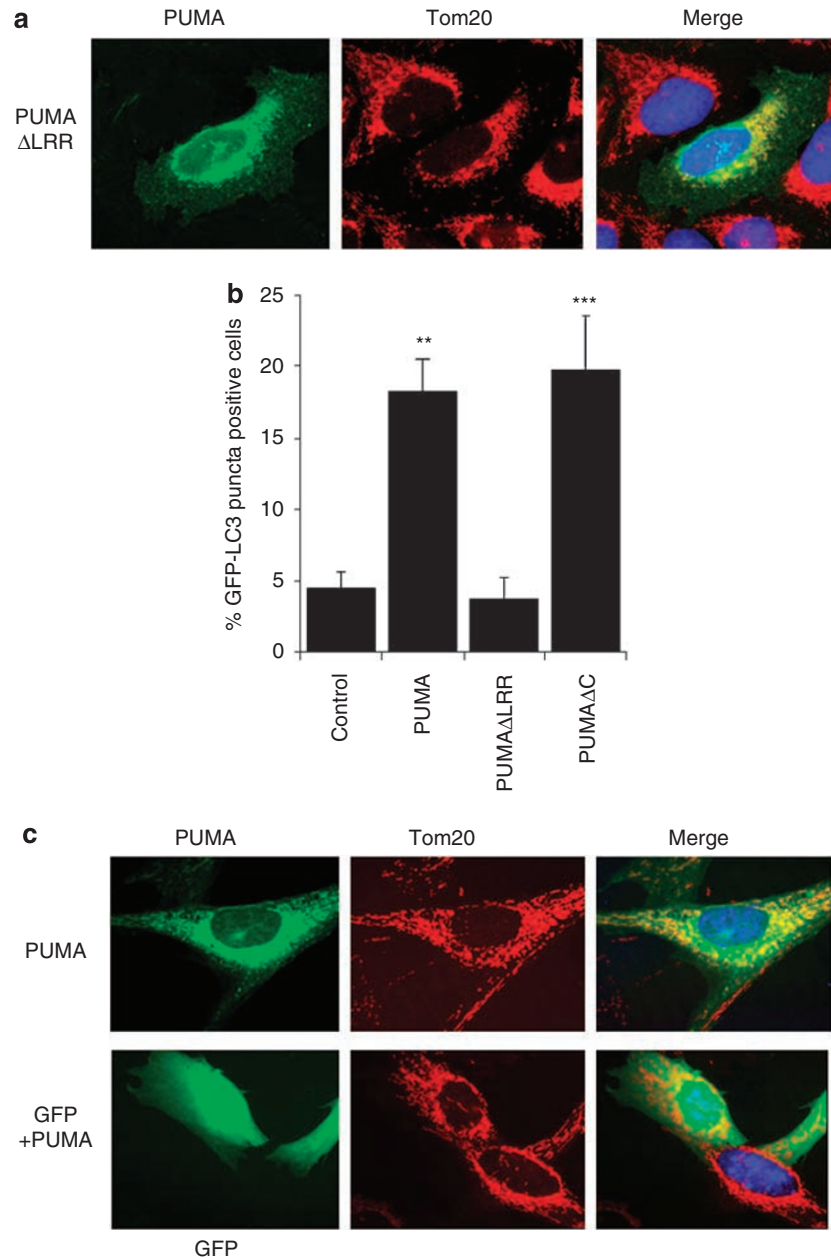 a
PUMA
Tom20
Merge
PUMA
ΔLRR
b
% GFP-LC3 puncta positive cells
25
20
15
10
5
0
**
***
Control
PUMA
PUMAΔLRR
PUMAΔC
c
PUMA
Tom20
Merge
PUMA
GFP
+PUMA
GFP